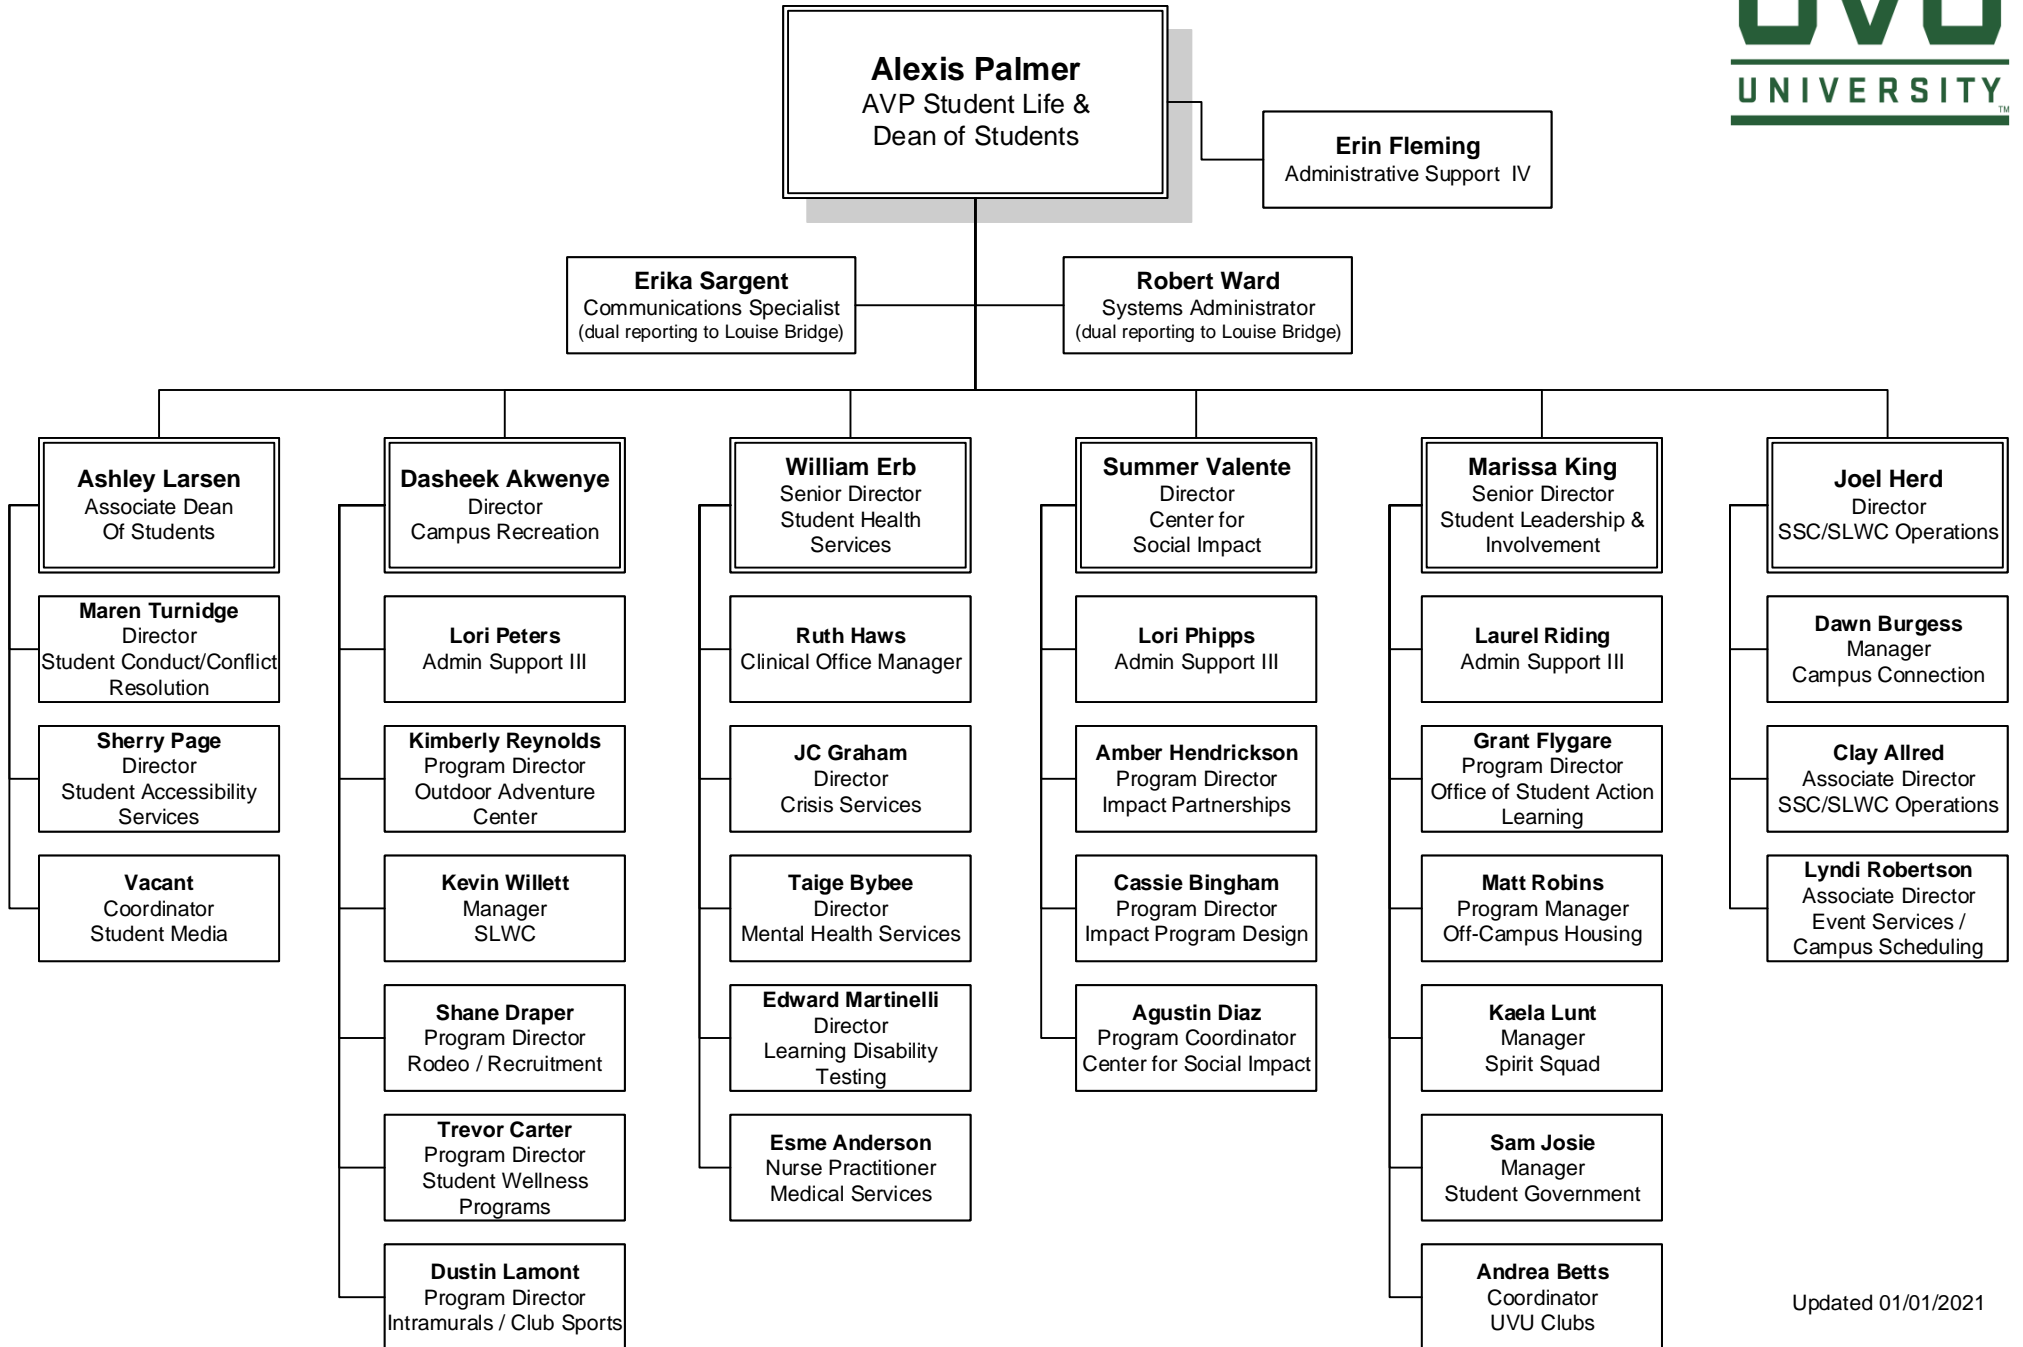 UVU
UNIVERSITY
TM
Alexis Palmer
AVP Student Life &
Dean of Students
Erin Fleming
Administrative Support  IV
Erika Sargent
Communications Specialist
(dual reporting to Louise Bridge)
Robert Ward
Systems Administrator
(dual reporting to Louise Bridge)
Ashley Larsen
Associate Dean
Of Students
Maren Turnidge
Director
Student Conduct/Conflict
Resolution
Sherry Page
Director
Student Accessibility
Services
Vacant
Coordinator
Student Media
Dasheek Akwenye
Director
Campus Recreation
Lori Peters
Admin Support III
Kimberly Reynolds
Program Director
Outdoor Adventure
Center
Kevin Willett
Manager
SLWC
Shane Draper
Program Director
Rodeo / Recruitment
Trevor Carter
Program Director
Student Wellness
Programs
Dustin Lamont
Program Director
Intramurals / Club Sports
William Erb
Senior Director
Student Health
Services
Ruth Haws
Clinical Office Manager
JC Graham
Director
Crisis Services
Taige Bybee
Director
Mental Health Services
Edward Martinelli
Director
Learning Disability
Testing
Esme Anderson
Nurse Practitioner
Medical Services
Summer Valente
Director
Center for
Social Impact
Lori Phipps
Admin Support III
Amber Hendrickson
Program Director
Impact Partnerships
Cassie Bingham
Program Director
Impact Program Design
Agustin Diaz
Program Coordinator
Center for Social Impact
Marissa King
Senior Director
Student Leadership &
Involvement
Laurel Riding
Admin Support III
Grant Flygare
Program Director
Office of Student Action
Learning
Matt Robins
Program Manager
Off-Campus Housing
Kaela Lunt
Manager
Spirit Squad
Sam Josie
Manager
Student Government
Andrea Betts
Coordinator
UVU Clubs
Joel Herd
Director
SSC/SLWC Operations
Dawn Burgess
Manager
Campus Connection
Clay Allred
Associate Director
SSC/SLWC Operations
Lyndi Robertson
Associate Director
Event Services /
Campus Scheduling
Updated 01/01/2021